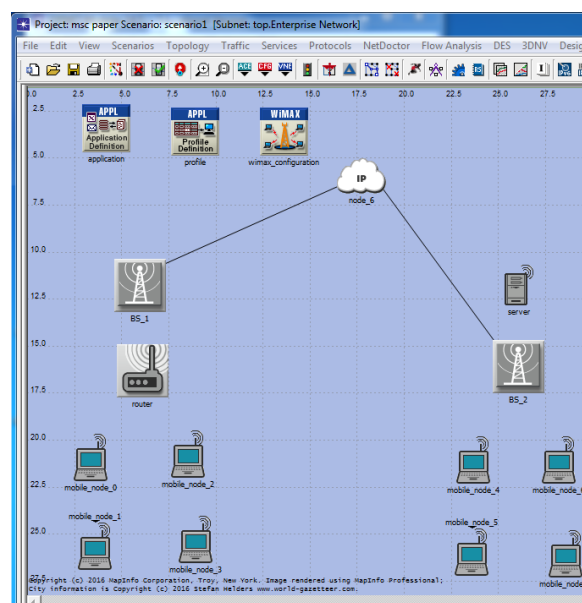 Project: msc paper Scenario: scenario1 [Subnet: top.Enterprise Network]
File Edit View Scenarios Topology Traffic Services Protocols NetDoctor Flow Analysis DES 3DNV Desig
0.0 2.5 5.0 7.5 10.0 12.5 15.0 17.5 20.0 22.5 25.0 27.5
2.5
APPL
Application
Definition
application
APPL
Profile
Definition
profile
WiMAX
wimax_configuration
5.0
IP
node_6
7.5
10.0
12.5
BS_1
server
15.0
router
BS_2
17.5
20.0
mobile_node_0
mobile_node_2
mobile_node_4
22.5
mobile_node_1
mobile_node_5
25.0
mobile_node_3
27.5
Copyright (c) 2016 MapInfo Corporation, Troy, New York. Image rendered using MapInfo Professional;
City information is Copyright (c) 2016 Stefan Helders www.world-gazetteer.com.